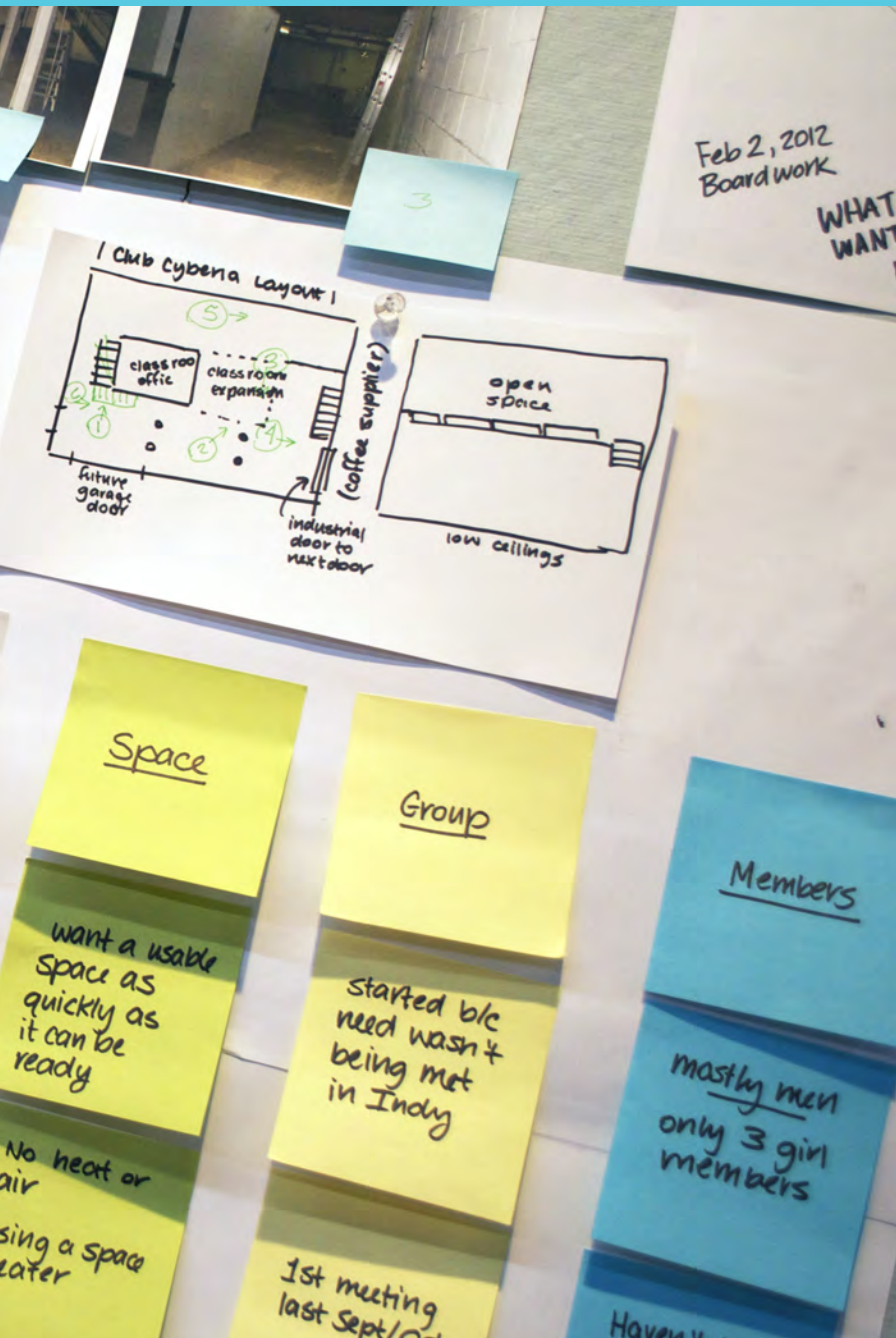 Feb 2, 2012
Boardwork
WHAT
WANT
3
Club Cyberia Layout
5
3
classroo
offic
classroom
expansion
1
2
4
future
garage
door
industrial
door to
next door
(coffee supplier)
open
space
low ceilings
Space
want a usable
space as
quickly as
it can be
ready
No heat or
air
sing a space
eater
Group
started b/c
need wasn't
being met
in Indy
1st meeting
last Sept/Oct
Members
mostly men
only 3 girl
members
Haven't